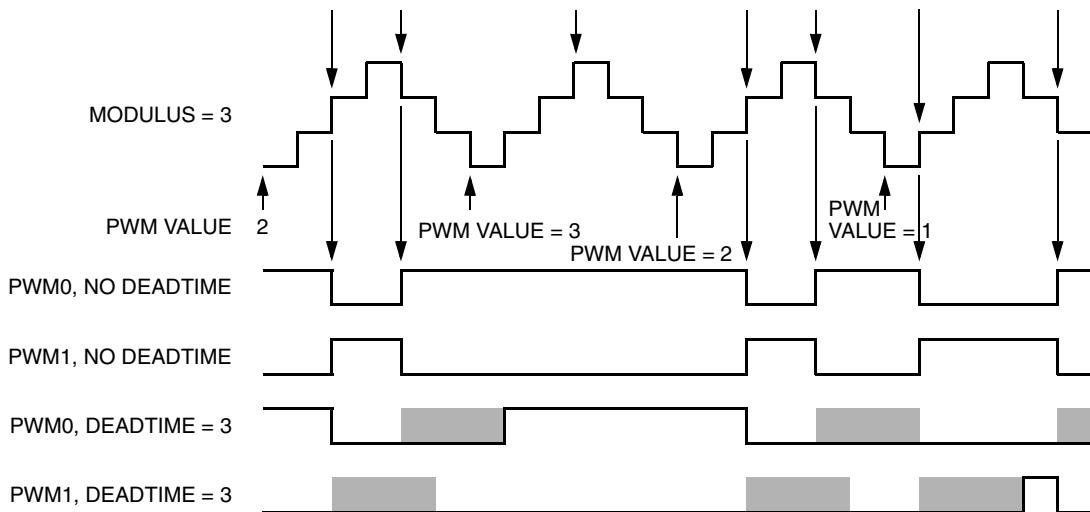 MODULUS = 3
PWM VALUE 2
PWM VALUE = 3
PWM
VALUE = 1
PWM VALUE = 2
PWM0, NO DEADTIME
PWM1, NO DEADTIME
PWM0, DEADTIME = 3
PWM1, DEADTIME = 3